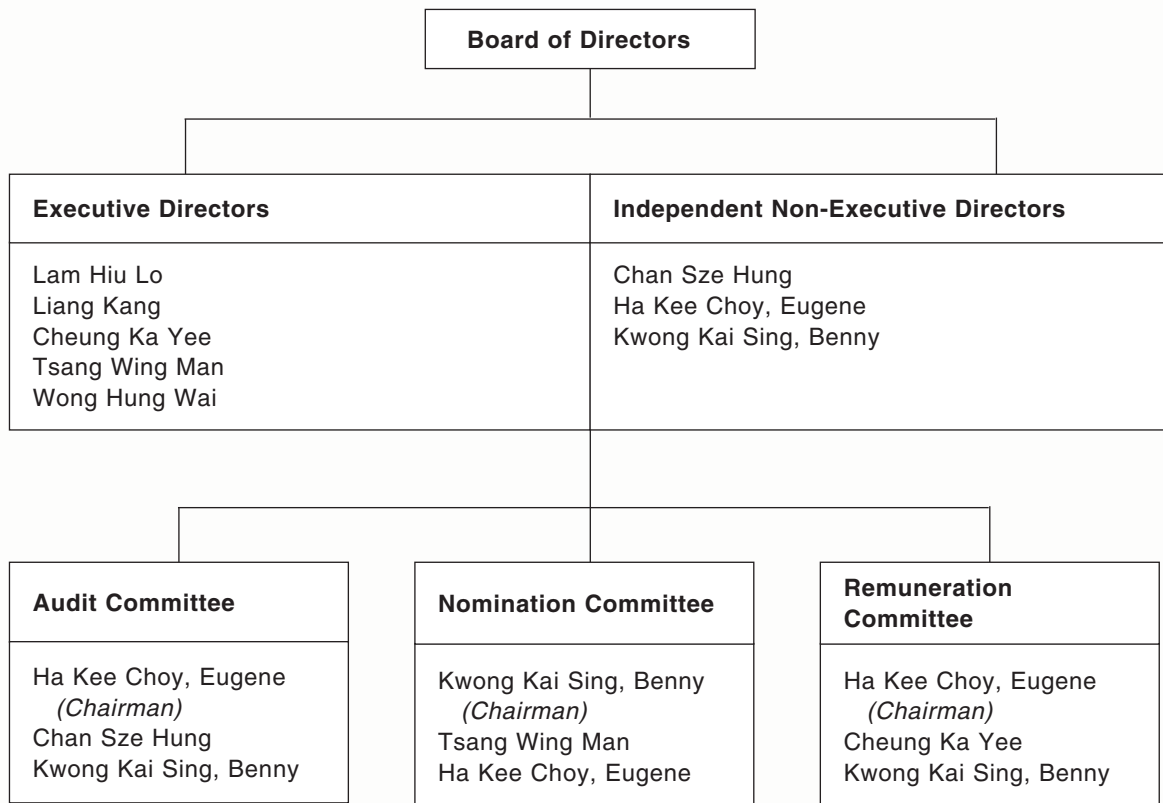 Board of Directors
Executive Directors
Lam Hiu Lo
Liang Kang
Cheung Ka Yee
Tsang Wing Man
Wong Hung Wai
Independent Non-Executive Directors
Chan Sze Hung
Ha Kee Choy, Eugene
Kwong Kai Sing, Benny
Audit Committee
Ha Kee Choy, Eugene
(Chairman)
Chan Sze Hung
Kwong Kai Sing, Benny
Nomination Committee
Kwong Kai Sing, Benny
(Chairman)
Tsang Wing Man
Ha Kee Choy, Eugene
Remuneration
Committee
Ha Kee Choy, Eugene
(Chairman)
Cheung Ka Yee
Kwong Kai Sing, Benny